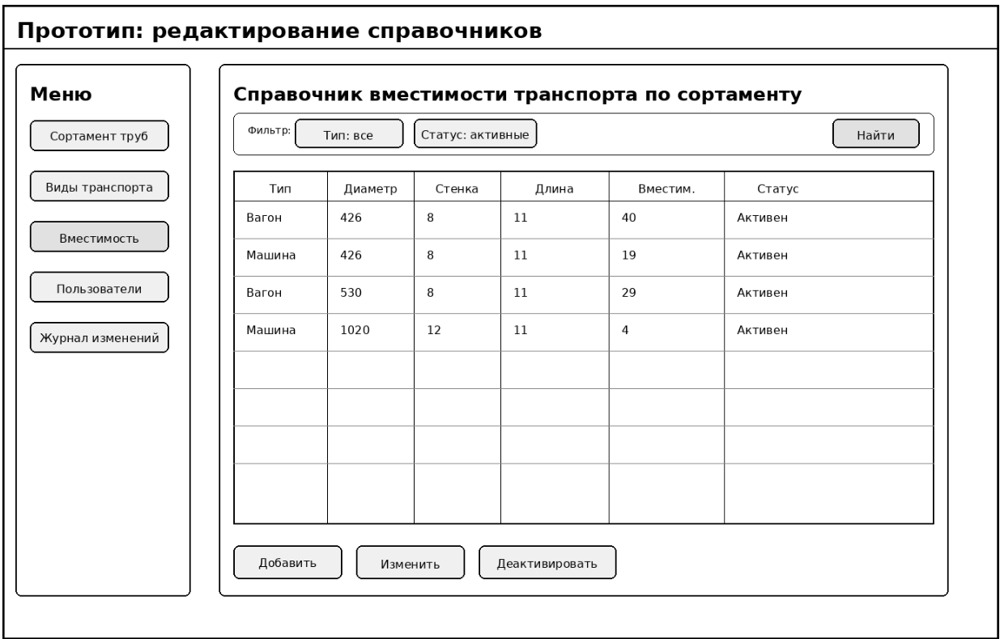 Прототип: редактирование справочников
Меню
Сортамент труб
Виды транспорта
Вместимость
Пользователи
Журнал изменений
Справочник вместимости транспорта по сортаменту
Фильтр: Тип: все Статус: активные Найти
Тип Диаметр Стенка Длина Вместим. Статус
Вагон 426 8 11 40 Активен
Машина 426 8 11 19 Активен
Вагон 530 8 11 29 Активен
Машина 1020 12 11 4 Активен
Добавить Изменить Деактивировать